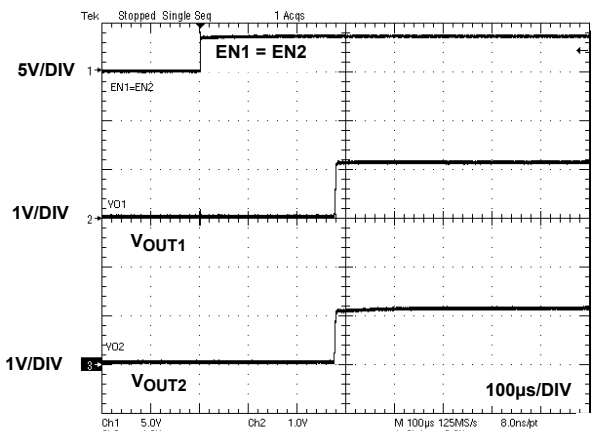 Tek Stopped Single Seq 1 Acqs
EN1 = EN2
5V/DIV
1
EN1=EN2
VO1
1V/DIV
2
VOUT1
VO2
1V/DIV
3
VOUT2
100µs/DIV
Ch1 5.0V Ch2 1.0V M 100µs 125MS/s 8.0ns/pt